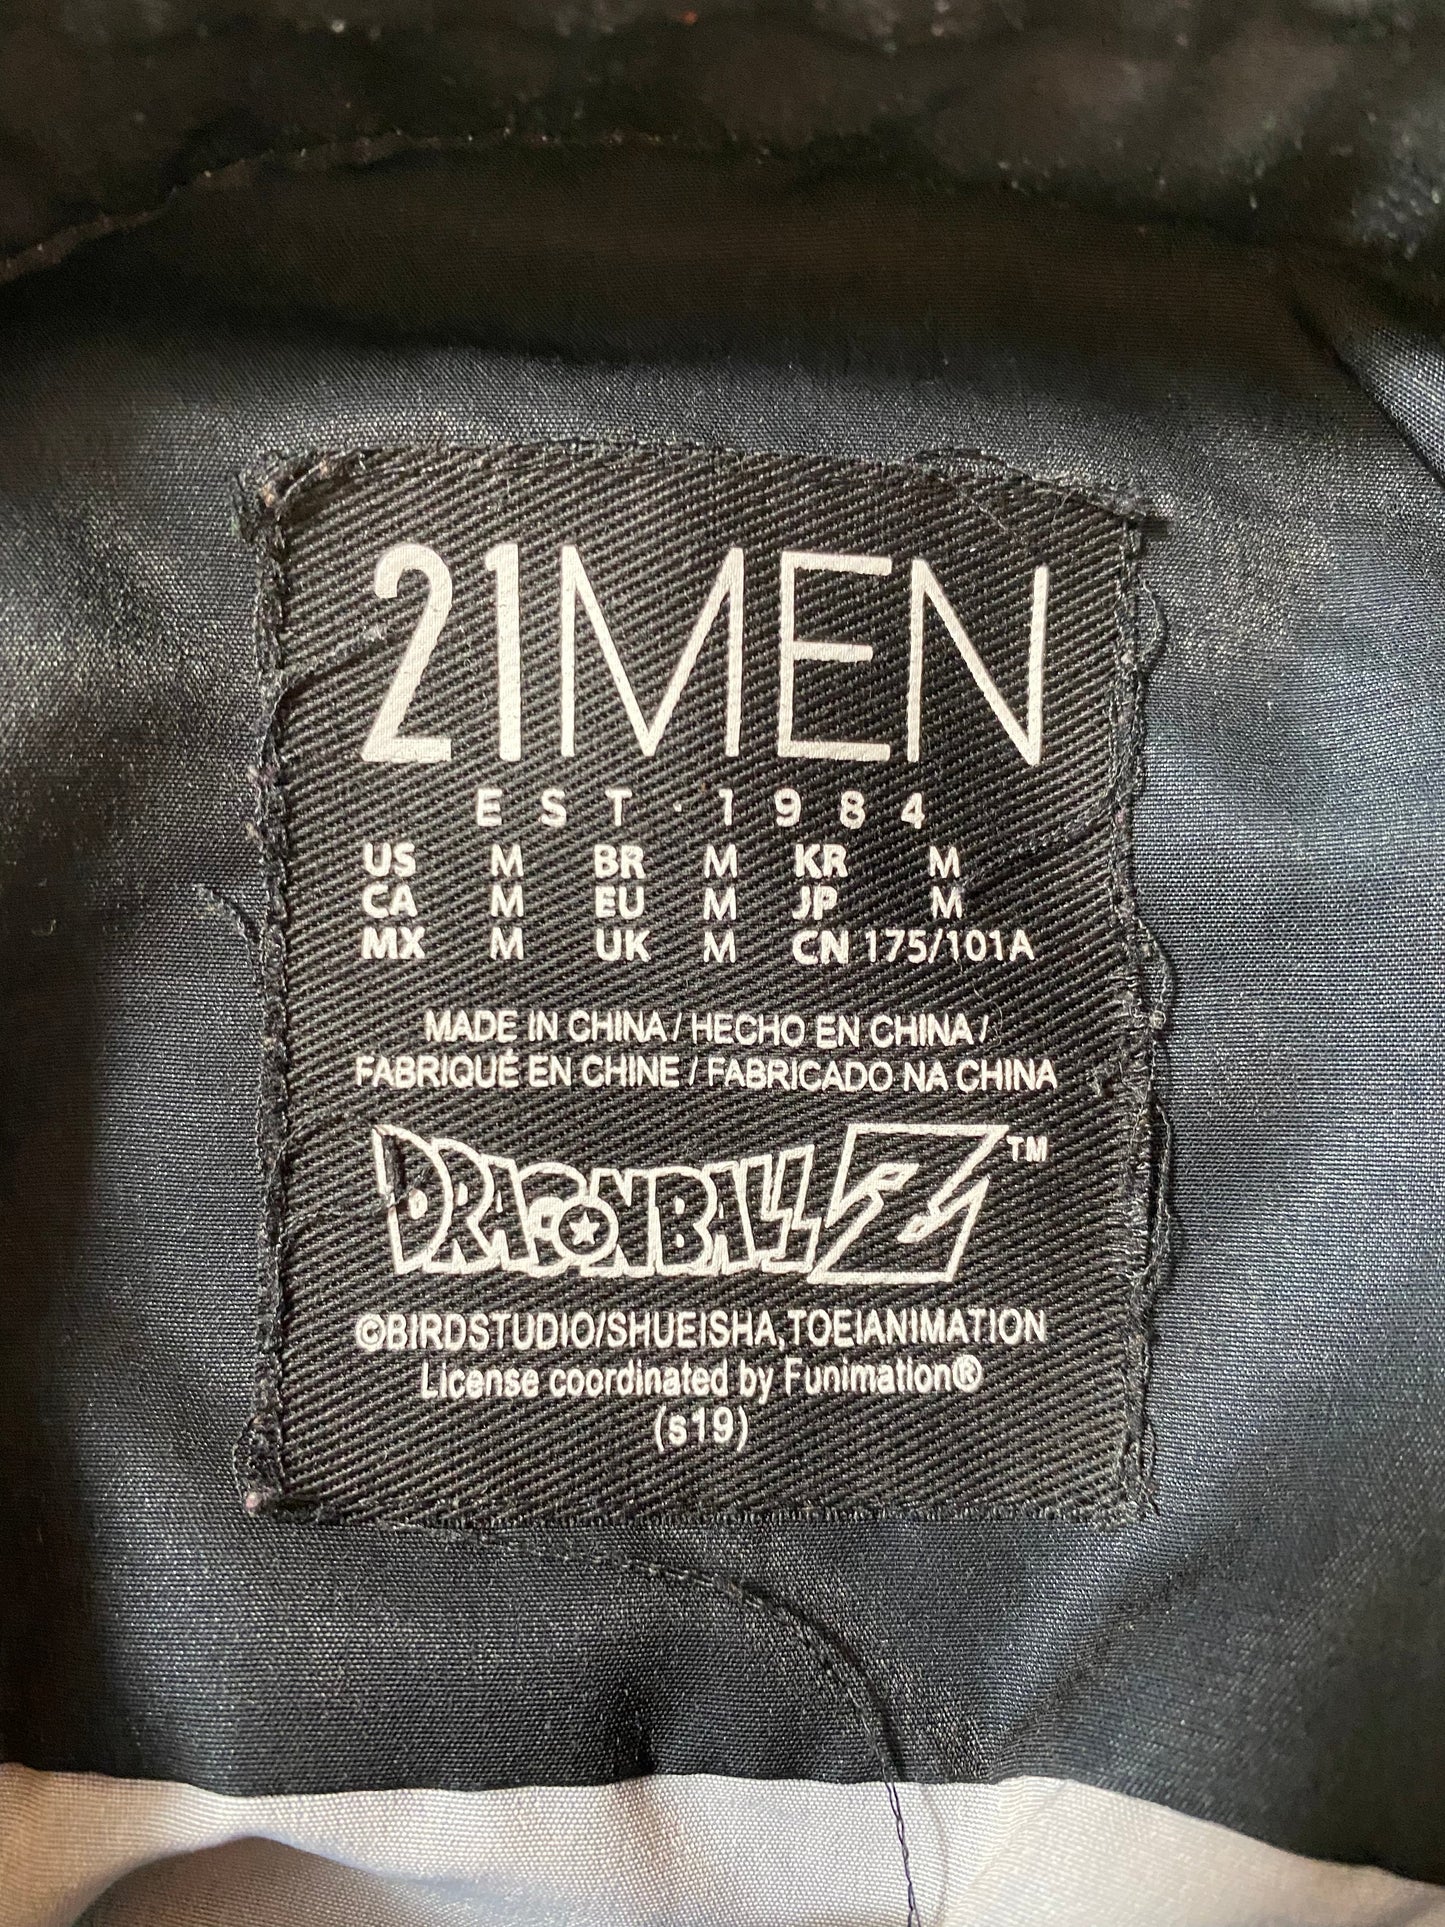 21MEN
EST·1984
US M BR M KR M
CA M EU M JP M
MX M UK M CN 175/101A
MADE IN CHINA / HECHO EN CHINA /
FABRIQUÉ EN CHINE / FABRICADO NA CHINA
DRAGONBALL Z™
©BIRDSTUDIO/SHUEISHA,TOEIANIMATION
License coordinated by Funimation®
(s19)